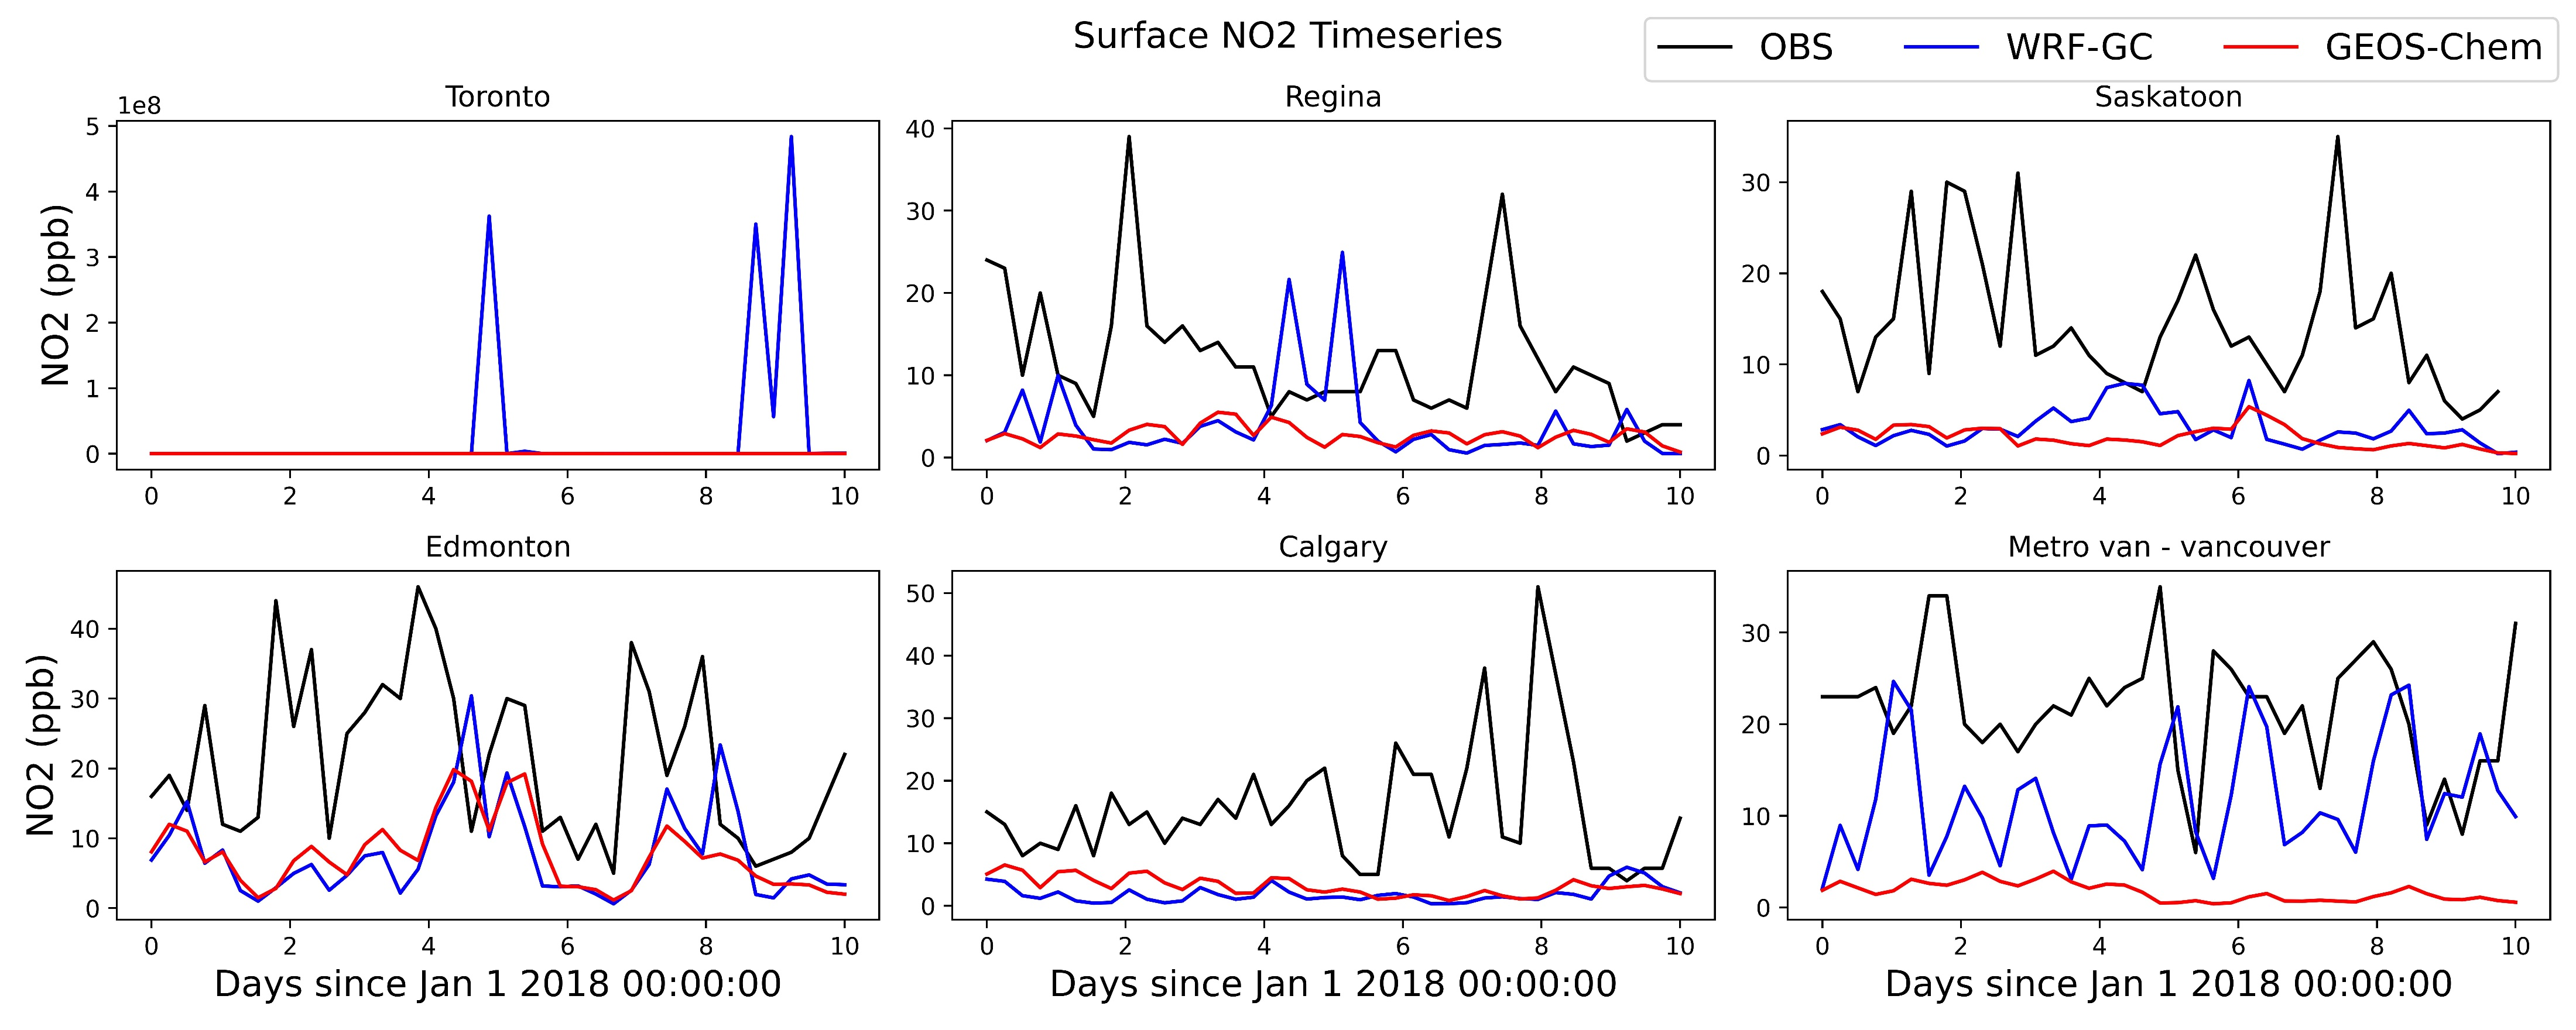 Surface NO2 Timeseries
OBS WRF-GC GEOS-Chem
Toronto
1e8
5
4
3
2
1
0
NO2 (ppb)
0 2 4 6 8 10
Regina
40
30
20
10
0
0 2 4 6 8 10
Saskatoon
30
20
10
0
0 2 4 6 8 10
Edmonton
40
30
20
10
0
NO2 (ppb)
0 2 4 6 8 10
Days since Jan 1 2018 00:00:00
Calgary
50
40
30
20
10
0
0 2 4 6 8 10
Days since Jan 1 2018 00:00:00
Metro van - vancouver
30
20
10
0
0 2 4 6 8 10
Days since Jan 1 2018 00:00:00